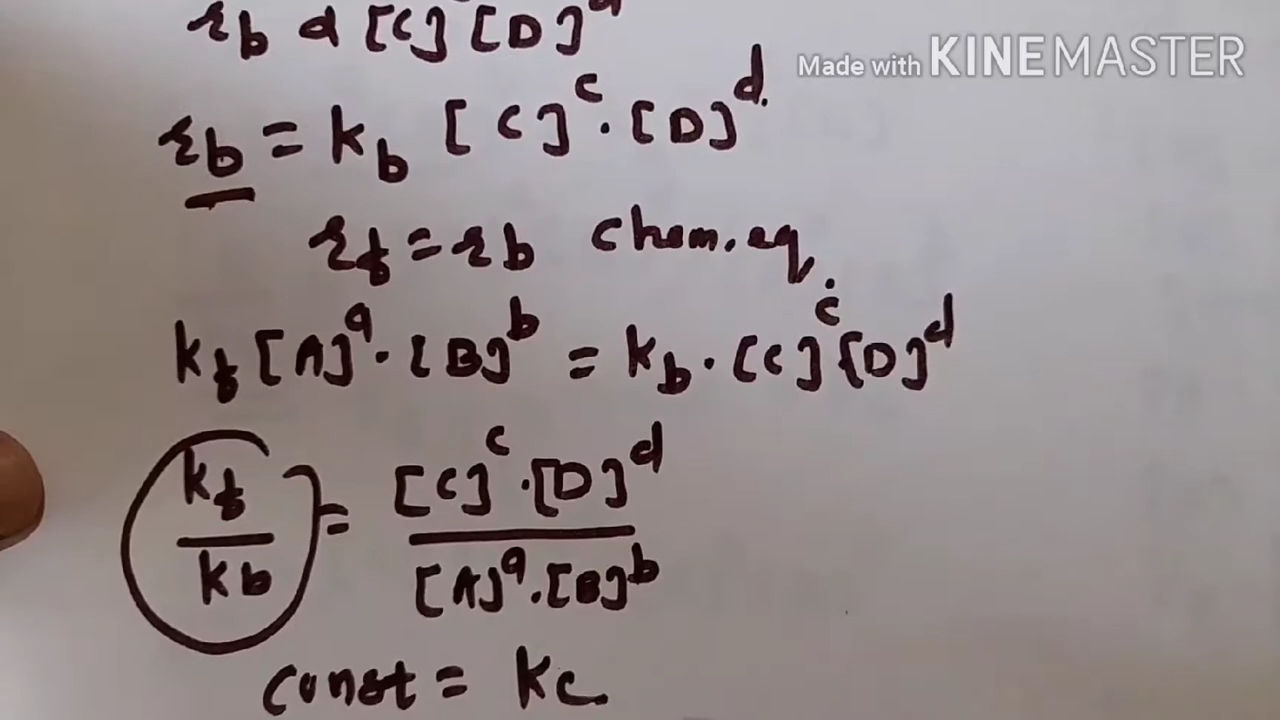 rb α [C]ᶜ [D]ᵈ
Made with KINEMASTER
rb = kb [C]ᶜ · [D]ᵈ
rf = rb chem. eq.
kf [A]ᵃ · [B]ᵇ = kb · [C]ᶜ [D]ᵈ
kf/kb = [C]ᶜ · [D]ᵈ / [A]ᵃ · [B]ᵇ
const = kc